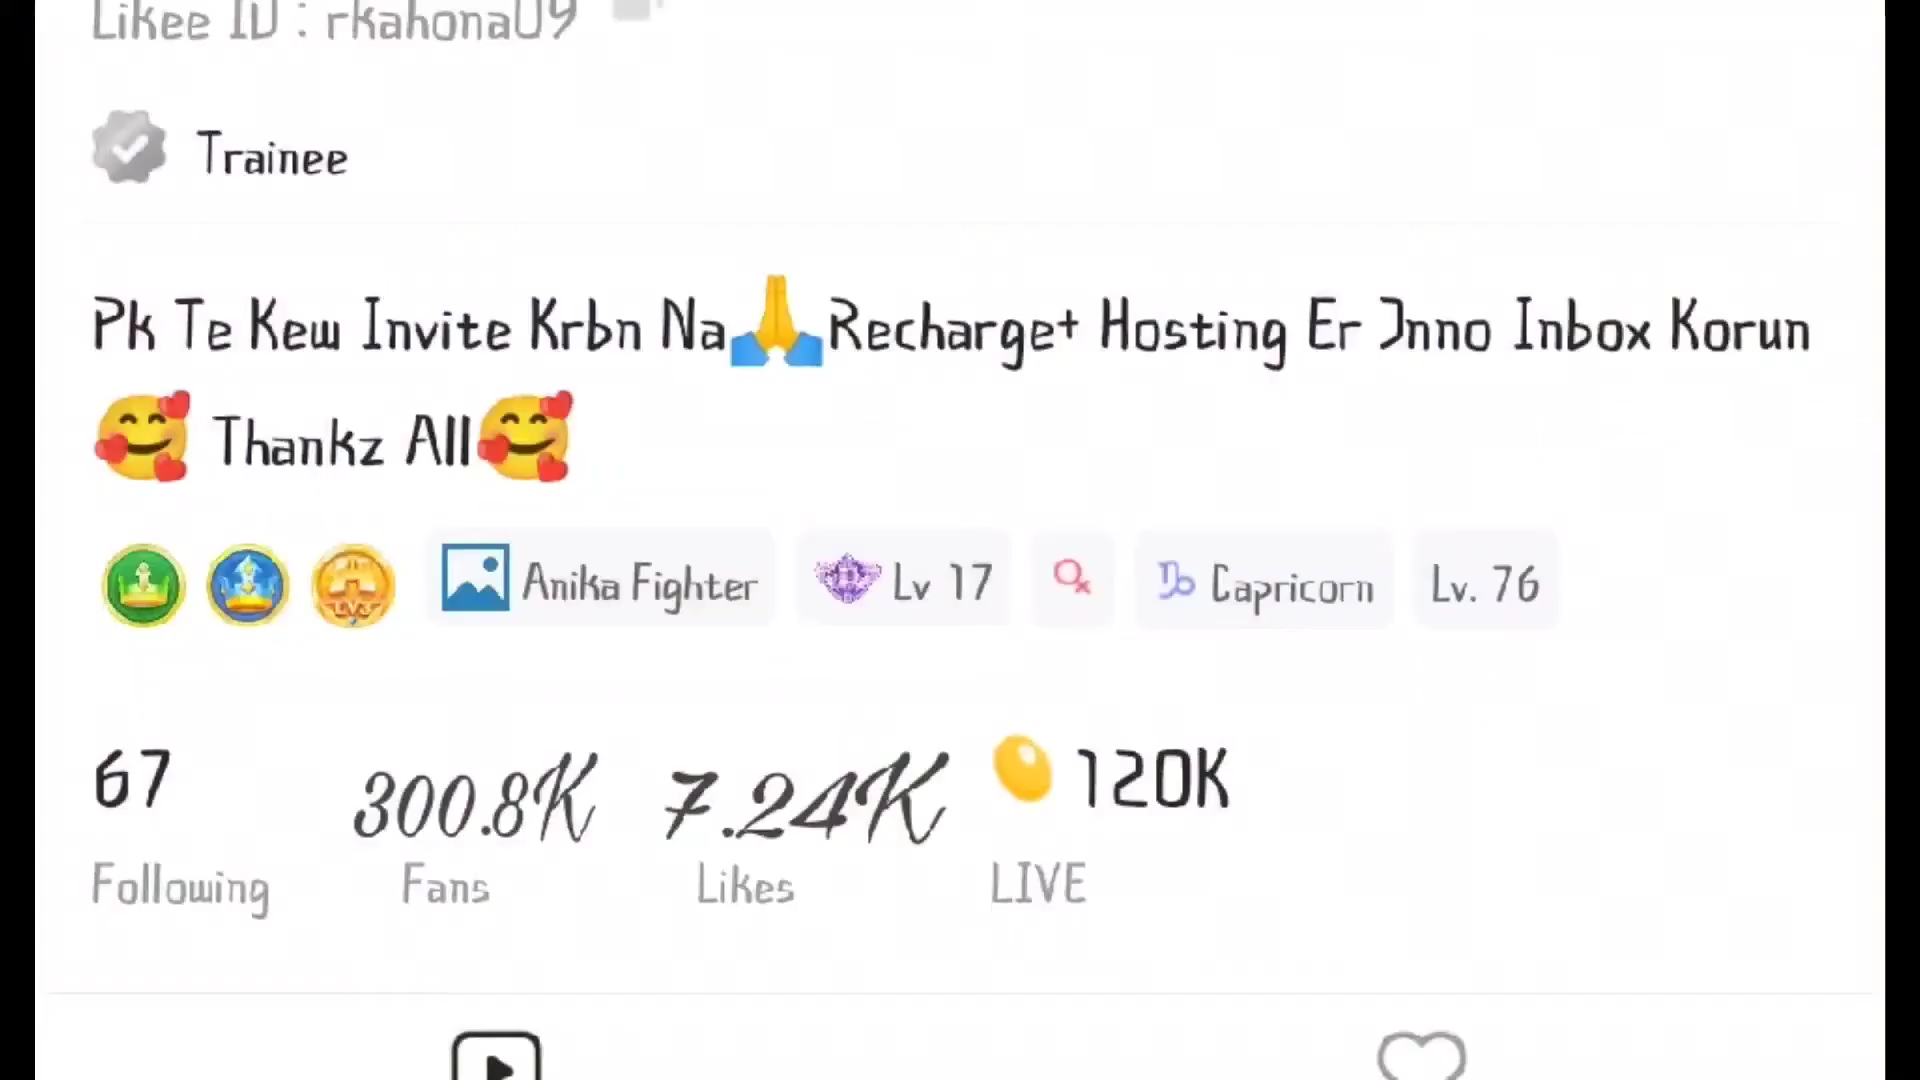 Likee ID : rkahona09
Trainee
Pk Te Kew Invite Krbn Na🙏Recharge+ Hosting Er Jnno Inbox Korun
🥰 Thankz All🥰
Anika Fighter Lv 17 Capricorn Lv. 76
67 300.8K 7.24K 120K
Following Fans Likes LIVE